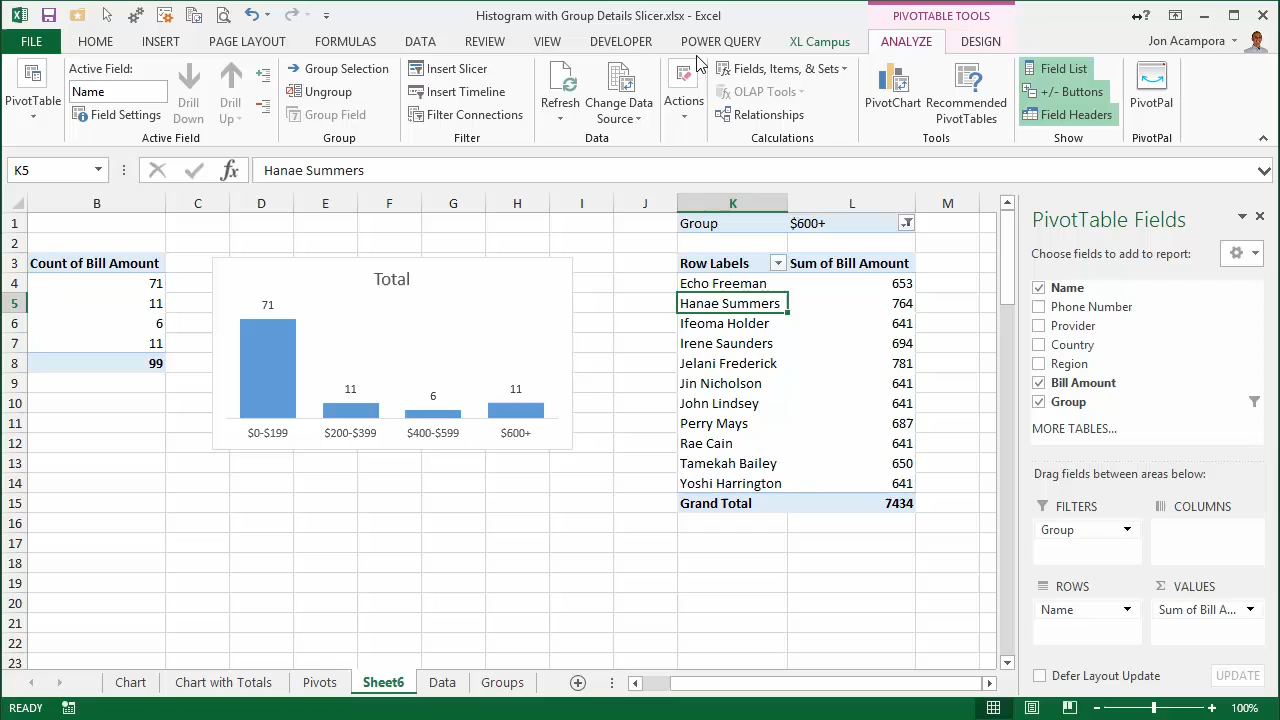 Histogram with Group Details Slicer.xlsx - Excel
PIVOTTABLE TOOLS
FILE HOME INSERT PAGE LAYOUT FORMULAS DATA REVIEW VIEW DEVELOPER POWER QUERY XL Campus ANALYZE DESIGN Jon Acampora
PivotTable
Active Field:
Name
Field Settings
Drill Down
Drill Up
Active Field
Group Selection
Ungroup
Group Field
Group
Insert Slicer
Insert Timeline
Filter Connections
Filter
Refresh
Change Data Source
Data
Actions
Fields, Items, & Sets
OLAP Tools
Relationships
Calculations
PivotChart
Recommended PivotTables
Tools
Field List
+/- Buttons
Field Headers
Show
PivotPal
PivotPal
K5 fx Hanae Summers
B C D E F G H I J K L M
1 Group $600+
2
3 Count of Bill Amount Row Labels Sum of Bill Amount
4 71 Echo Freeman 653
5 11 Hanae Summers 764
6 6 Ifeoma Holder 641
7 11 Irene Saunders 694
8 99 Jelani Frederick 781
9 Jin Nicholson 641
10 John Lindsey 641
11 Perry Mays 687
12 Rae Cain 641
13 Tamekah Bailey 650
14 Yoshi Harrington 641
15 Grand Total 7434
16
17
18
19
20
21
22
23
Total
71
11
6
11
$0-$199 $200-$399 $400-$599 $600+
PivotTable Fields
Choose fields to add to report:
Name
Phone Number
Provider
Country
Region
Bill Amount
Group
MORE TABLES...
Drag fields between areas below:
FILTERS COLUMNS
Group
ROWS Σ VALUES
Name Sum of Bill A...
Defer Layout Update UPDATE
Chart Chart with Totals Pivots Sheet6 Data Groups
READY 100%